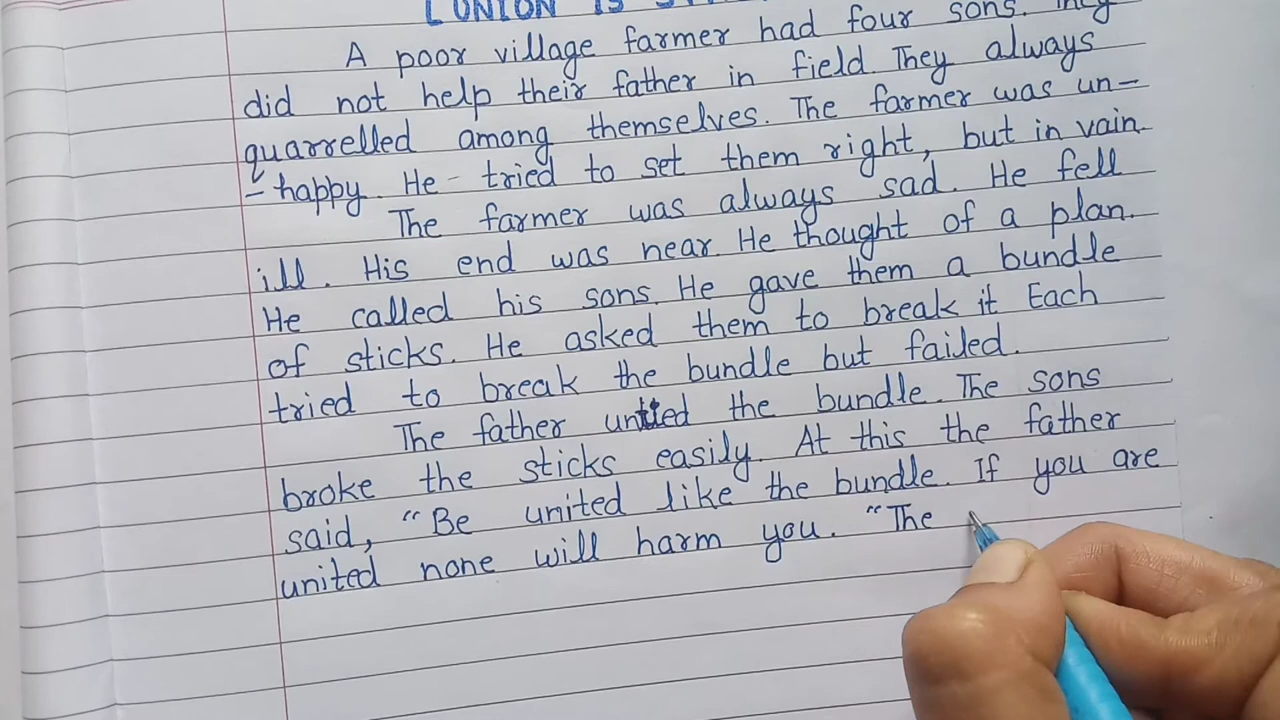 UNION IS
A poor village farmer had four sons. They
did not help their father in field. They always
quarrelled among themselves. The farmer was un-
- happy. He tried to set them right, but in vain.
The farmer was always sad. He fell
ill. His end was near. He thought of a plan.
He called his sons. He gave them a bundle
of sticks. He asked them to break it Each
tried to break the bundle but failed.
The father untied the bundle. The sons
broke the sticks easily. At this the father
said, "Be united like the bundle. If you are
united none will harm you. "The